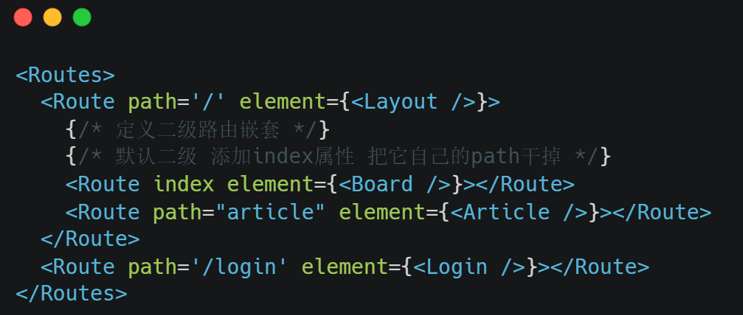 <Routes>
<Route path='/' element={<Layout />}>
{/* 定义二级路由嵌套 */}
{/* 默认二级 添加index属性 把它自己的path干掉 */}
<Route index element={<Board />}></Route>
<Route path="article" element={<Article />}></Route>
</Route>
<Route path='/login' element={<Login />}></Route>
</Routes>